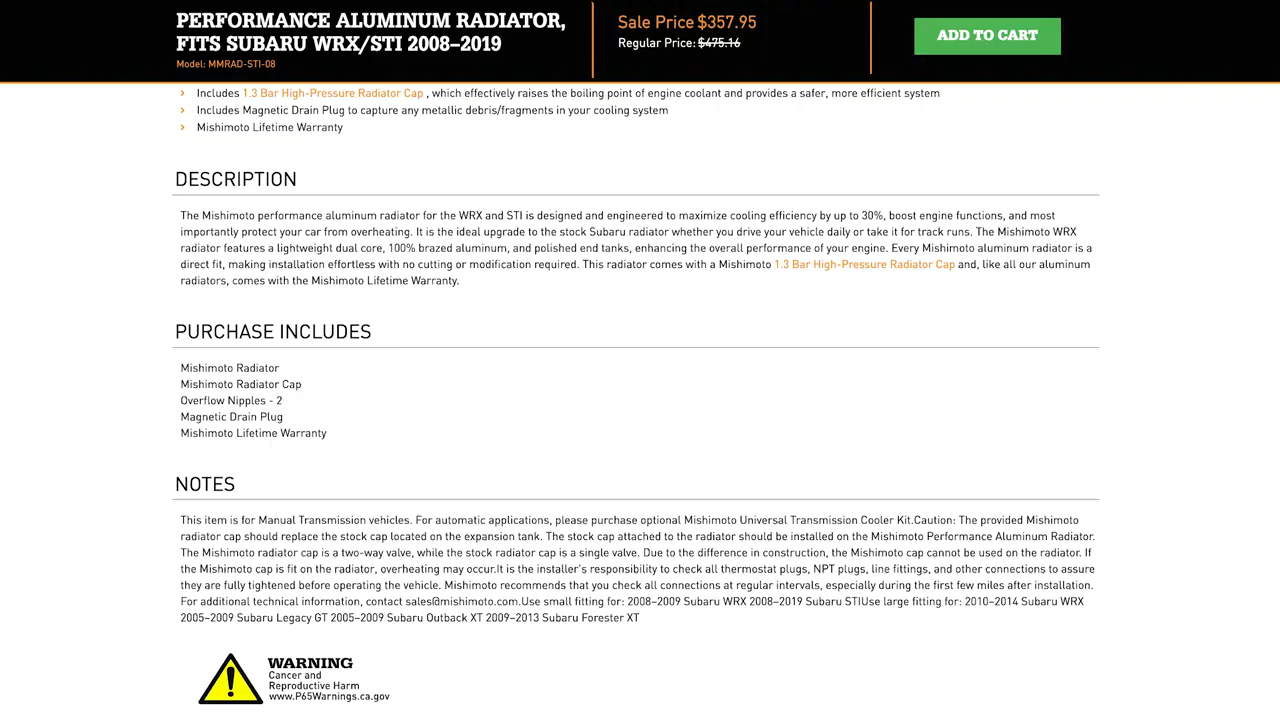 PERFORMANCE ALUMINUM RADIATOR,
FITS SUBARU WRX/STI 2008–2019
Model: MMRAD-STI-08
Sale Price $357.95
Regular Price: $475.16
ADD TO CART
› Includes 1.3 Bar High-Pressure Radiator Cap , which effectively raises the boiling point of engine coolant and provides a safer, more efficient system
› Includes Magnetic Drain Plug to capture any metallic debris/fragments in your cooling system
› Mishimoto Lifetime Warranty
DESCRIPTION
The Mishimoto performance aluminum radiator for the WRX and STI is designed and engineered to maximize cooling efficiency by up to 30%, boost engine functions, and most
importantly protect your car from overheating. It is the ideal upgrade to the stock Subaru radiator whether you drive your vehicle daily or take it for track runs. The Mishimoto WRX
radiator features a lightweight dual core, 100% brazed aluminum, and polished end tanks, enhancing the overall performance of your engine. Every Mishimoto aluminum radiator is a
direct fit, making installation effortless with no cutting or modification required. This radiator comes with a Mishimoto 1.3 Bar High-Pressure Radiator Cap and, like all our aluminum
radiators, comes with the Mishimoto Lifetime Warranty.
PURCHASE INCLUDES
Mishimoto Radiator
Mishimoto Radiator Cap
Overflow Nipples - 2
Magnetic Drain Plug
Mishimoto Lifetime Warranty
NOTES
This item is for Manual Transmission vehicles. For automatic applications, please purchase optional Mishimoto Universal Transmission Cooler Kit.Caution: The provided Mishimoto
radiator cap should replace the stock cap located on the expansion tank. The stock cap attached to the radiator should be installed on the Mishimoto Performance Aluminum Radiator.
The Mishimoto radiator cap is a two-way valve, while the stock radiator cap is a single valve. Due to the difference in construction, the Mishimoto cap cannot be used on the radiator. If
the Mishimoto cap is fit on the radiator, overheating may occur.It is the installer's responsibility to check all thermostat plugs, NPT plugs, line fittings, and other connections to assure
they are fully tightened before operating the vehicle. Mishimoto recommends that you check all connections at regular intervals, especially during the first few miles after installation.
For additional technical information, contact sales@mishimoto.com.Use small fitting for: 2008–2009 Subaru WRX 2008–2019 Subaru STIUse large fitting for: 2010–2014 Subaru WRX
2005–2009 Subaru Legacy GT 2005–2009 Subaru Outback XT 2009–2013 Subaru Forester XT
WARNING
Cancer and
Reproductive Harm
www.P65Warnings.ca.gov